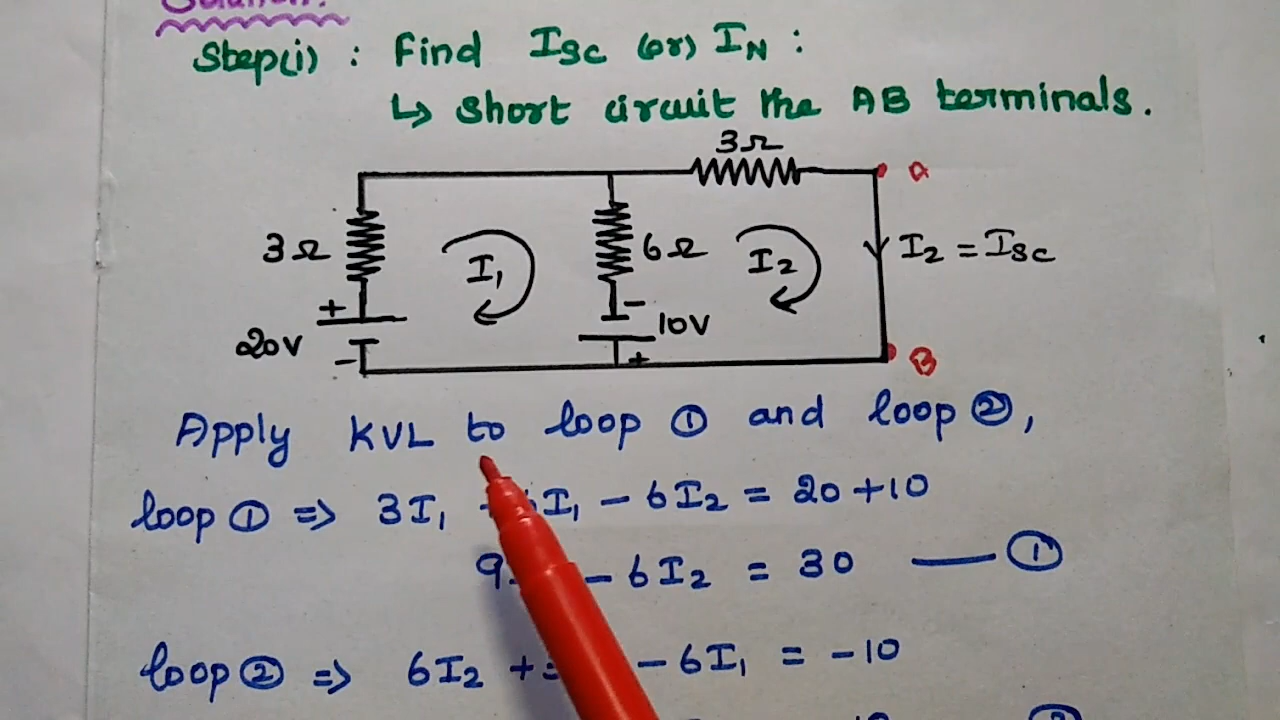 Solution:
Step(i) : Find Isc (or) IN :
↳ short circuit the AB terminals.
3Ω
A
3Ω I1 6Ω I2 I2 = Isc
+ -
20V 10V
- + B
Apply KVL to loop ① and loop ②,
loop ① => 3I1 I1 - 6I2 = 20+10
- 6I2 = 30 — ①
loop ② => 6I2 + - 6I1 = -10